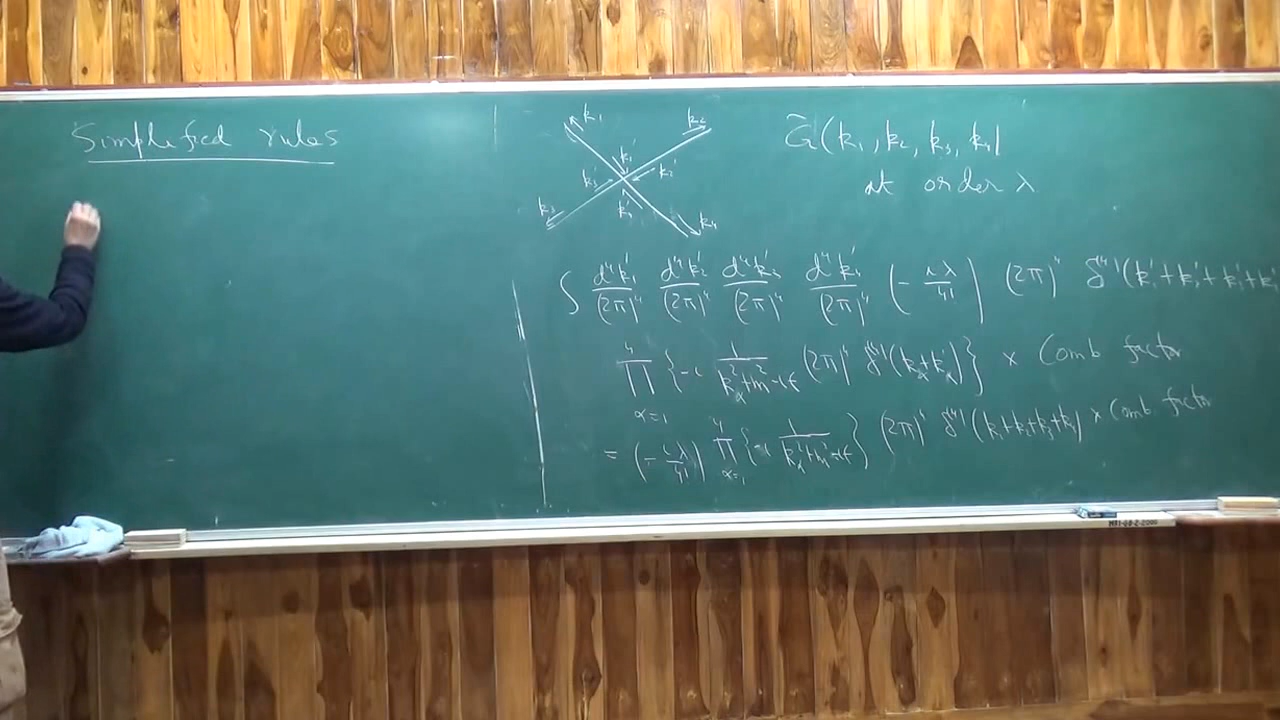 Simplified rules
k₁ k₂
k₁'
k₃' k₂'
k₃ k₄' k₄
G̃(k₁, k₂, k₃, k₄)
at order λ
∫ d⁴k₁'/(2π)⁴ d⁴k₂'/(2π)⁴ d⁴k₃'/(2π)⁴ d⁴k₄'/(2π)⁴ (-iλ/4!) (2π)⁴ δ⁽⁴⁾(k₁'+k₂'+k₃'+k₄'
∏_{α=1}^{4} {-i 1/(k_α²+m²-iε) (2π)⁴ δ⁽⁴⁾(k_α+k_α')} × Comb factor
= (-iλ/4!) ∏_{α=1}^{4} {-i 1/(k_α²+m²-iε)} (2π)⁴ δ⁽⁴⁾(k₁+k₂+k₃+k₄) × Comb. factor